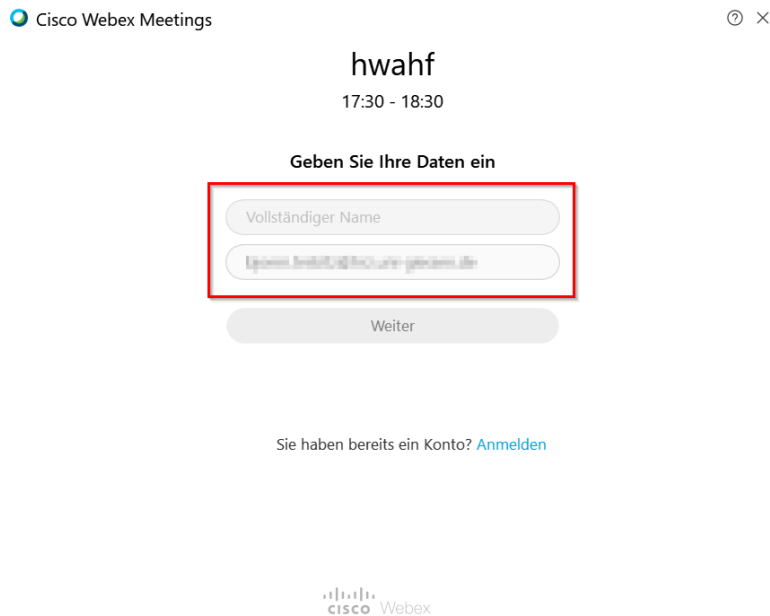 Cisco Webex Meetings
hwahf
17:30 - 18:30
Geben Sie Ihre Daten ein
Vollständiger Name
Weiter
Sie haben bereits ein Konto? Anmelden
cisco Webex